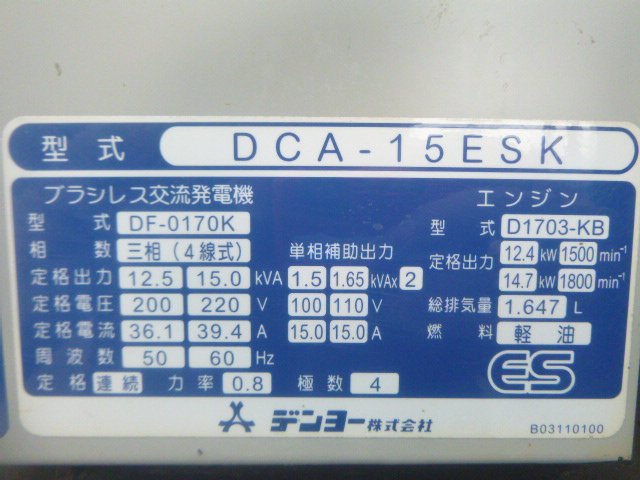 型式 DCA-15ESK
ブラシレス交流発電機 エンジン
型式 DF-0170K 型式 D1703-KB
相数 三相(4線式) 単相補助出力 定格出力 12.4 kW 1500 min⁻¹
定格出力 12.5 15.0 kVA 1.5 1.65 kVA× 2 14.7 kW 1800 min⁻¹
定格電圧 200 220 V 100 110 V 総排気量 1.647 L
定格電流 36.1 39.4 A 15.0 15.0 A 燃料 軽油
周波数 50 60 Hz ES
定格 連続 力率 0.8 極数 4
デンヨー株式会社 B03110100